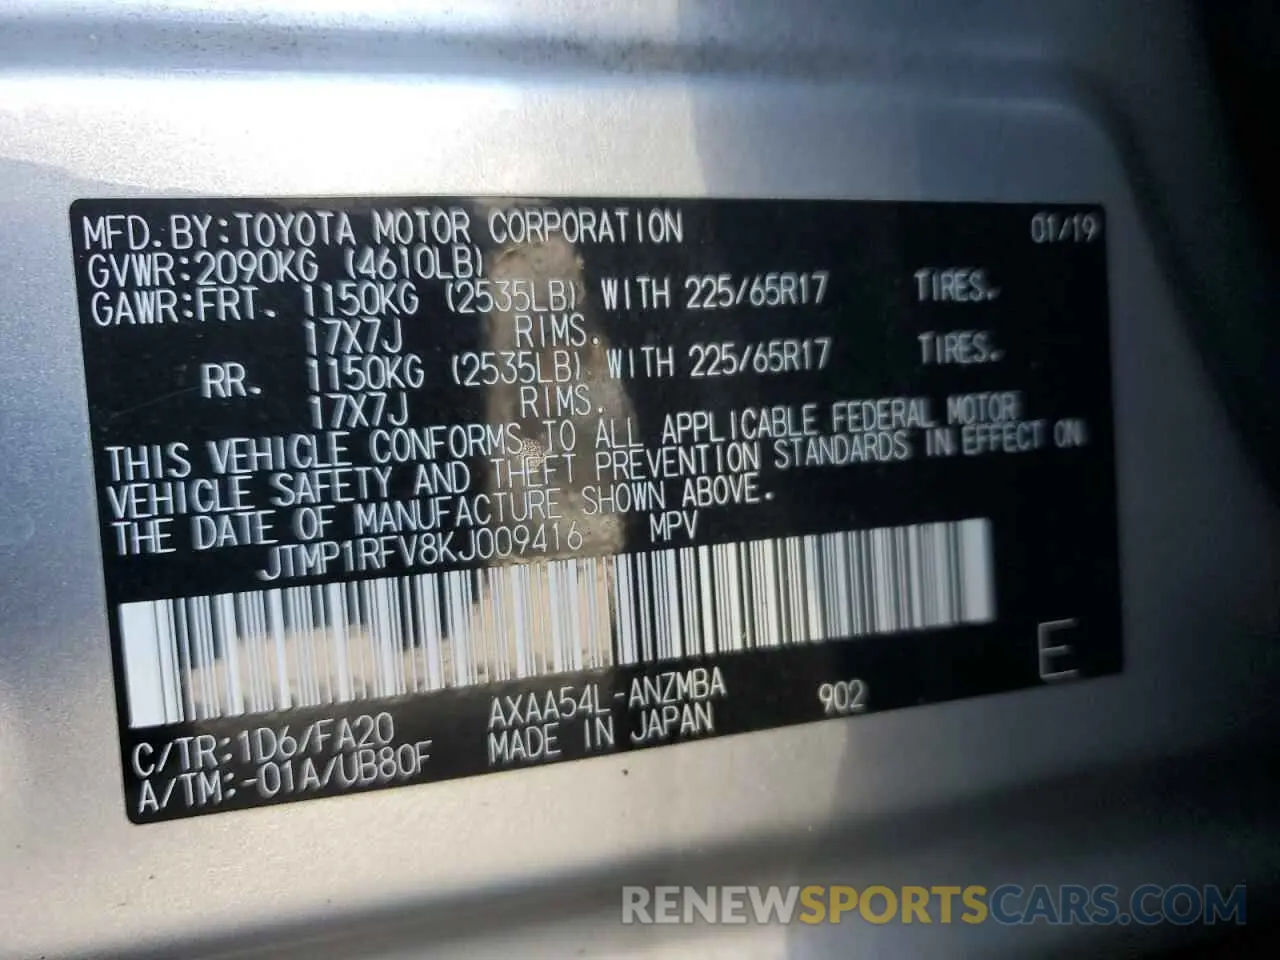 MFD. BY: TOYOTA MOTOR CORPORATION 01/19
GVWR: 2090KG (4610LB)
GAWR: FRT. 1150KG (2535LB) WITH 225/65R17 TIRES.
17X7J RIMS.
RR. 1150KG (2535LB) WITH 225/65R17 TIRES.
17X7J RIMS.
THIS VEHICLE CONFORMS TO ALL APPLICABLE FEDERAL MOTOR
VEHICLE SAFETY AND THEFT PREVENTION STANDARDS IN EFFECT ON
THE DATE OF MANUFACTURE SHOWN ABOVE.
JTMP1RFV8KJ009416 MPV
E
C/TR: 1D6/FA20 AXAA54L-ANZMBA 902
A/TM: -01A/UB80F MADE IN JAPAN
RENEWSPORTSCARS.COM